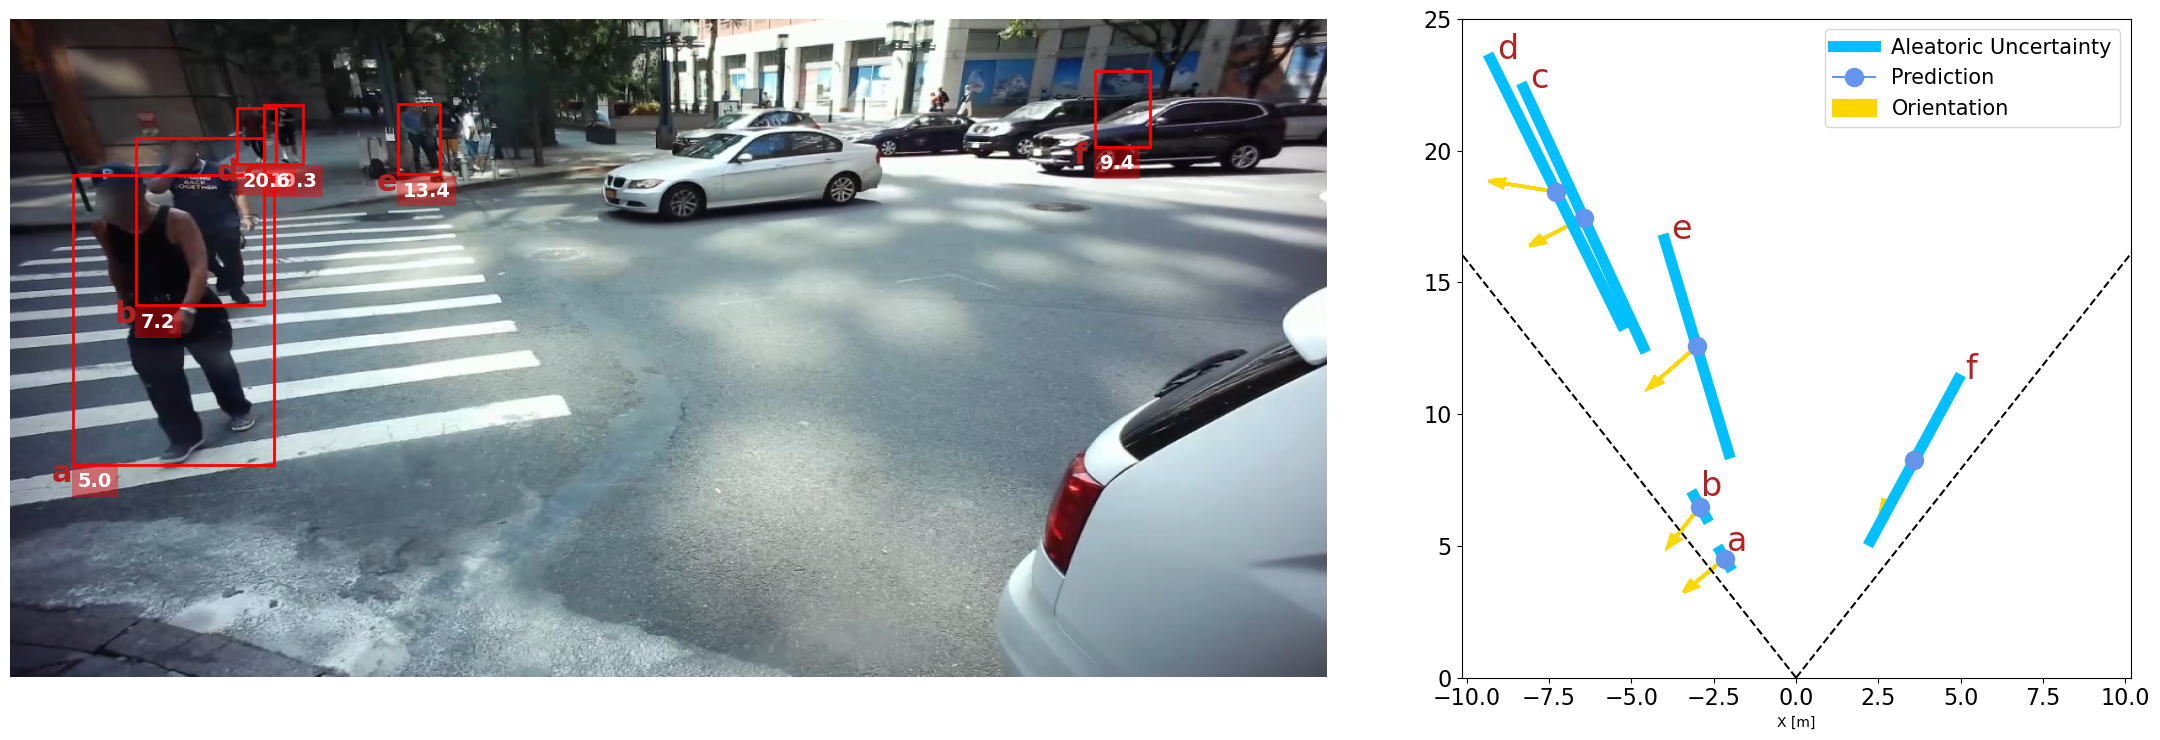 d
20.6
9.3
e
13.4
f
9.4
BACK
TOGETHER
b
7.2
a
5.0
25
20
15
10
5
0
d
c
e
b
a
f
Aleatoric Uncertainty
Prediction
Orientation
−10.0 −7.5 −5.0 −2.5 0.0 2.5 5.0 7.5 10.0
X [m]